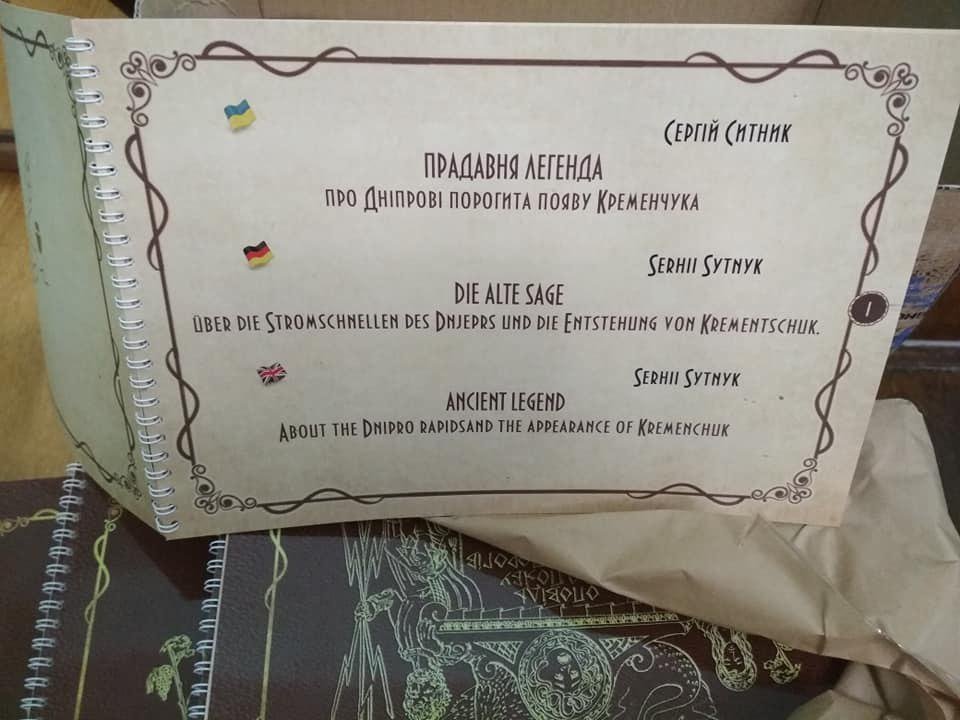 Сергій Ситник
ПРАДАВНЯ ЛЕГЕНДА
про Дніпрові порогита появу Кременчука
Serhii Sytnyk
DIE ALTE SAGE
über die Stromschnellen des Dnjeprs und die Entstehung von Krementschuk.
1
Serhii Sytnyk
ANCIENT LEGEND
About the Dnipro rapidsand the appearance of Kremenchuk